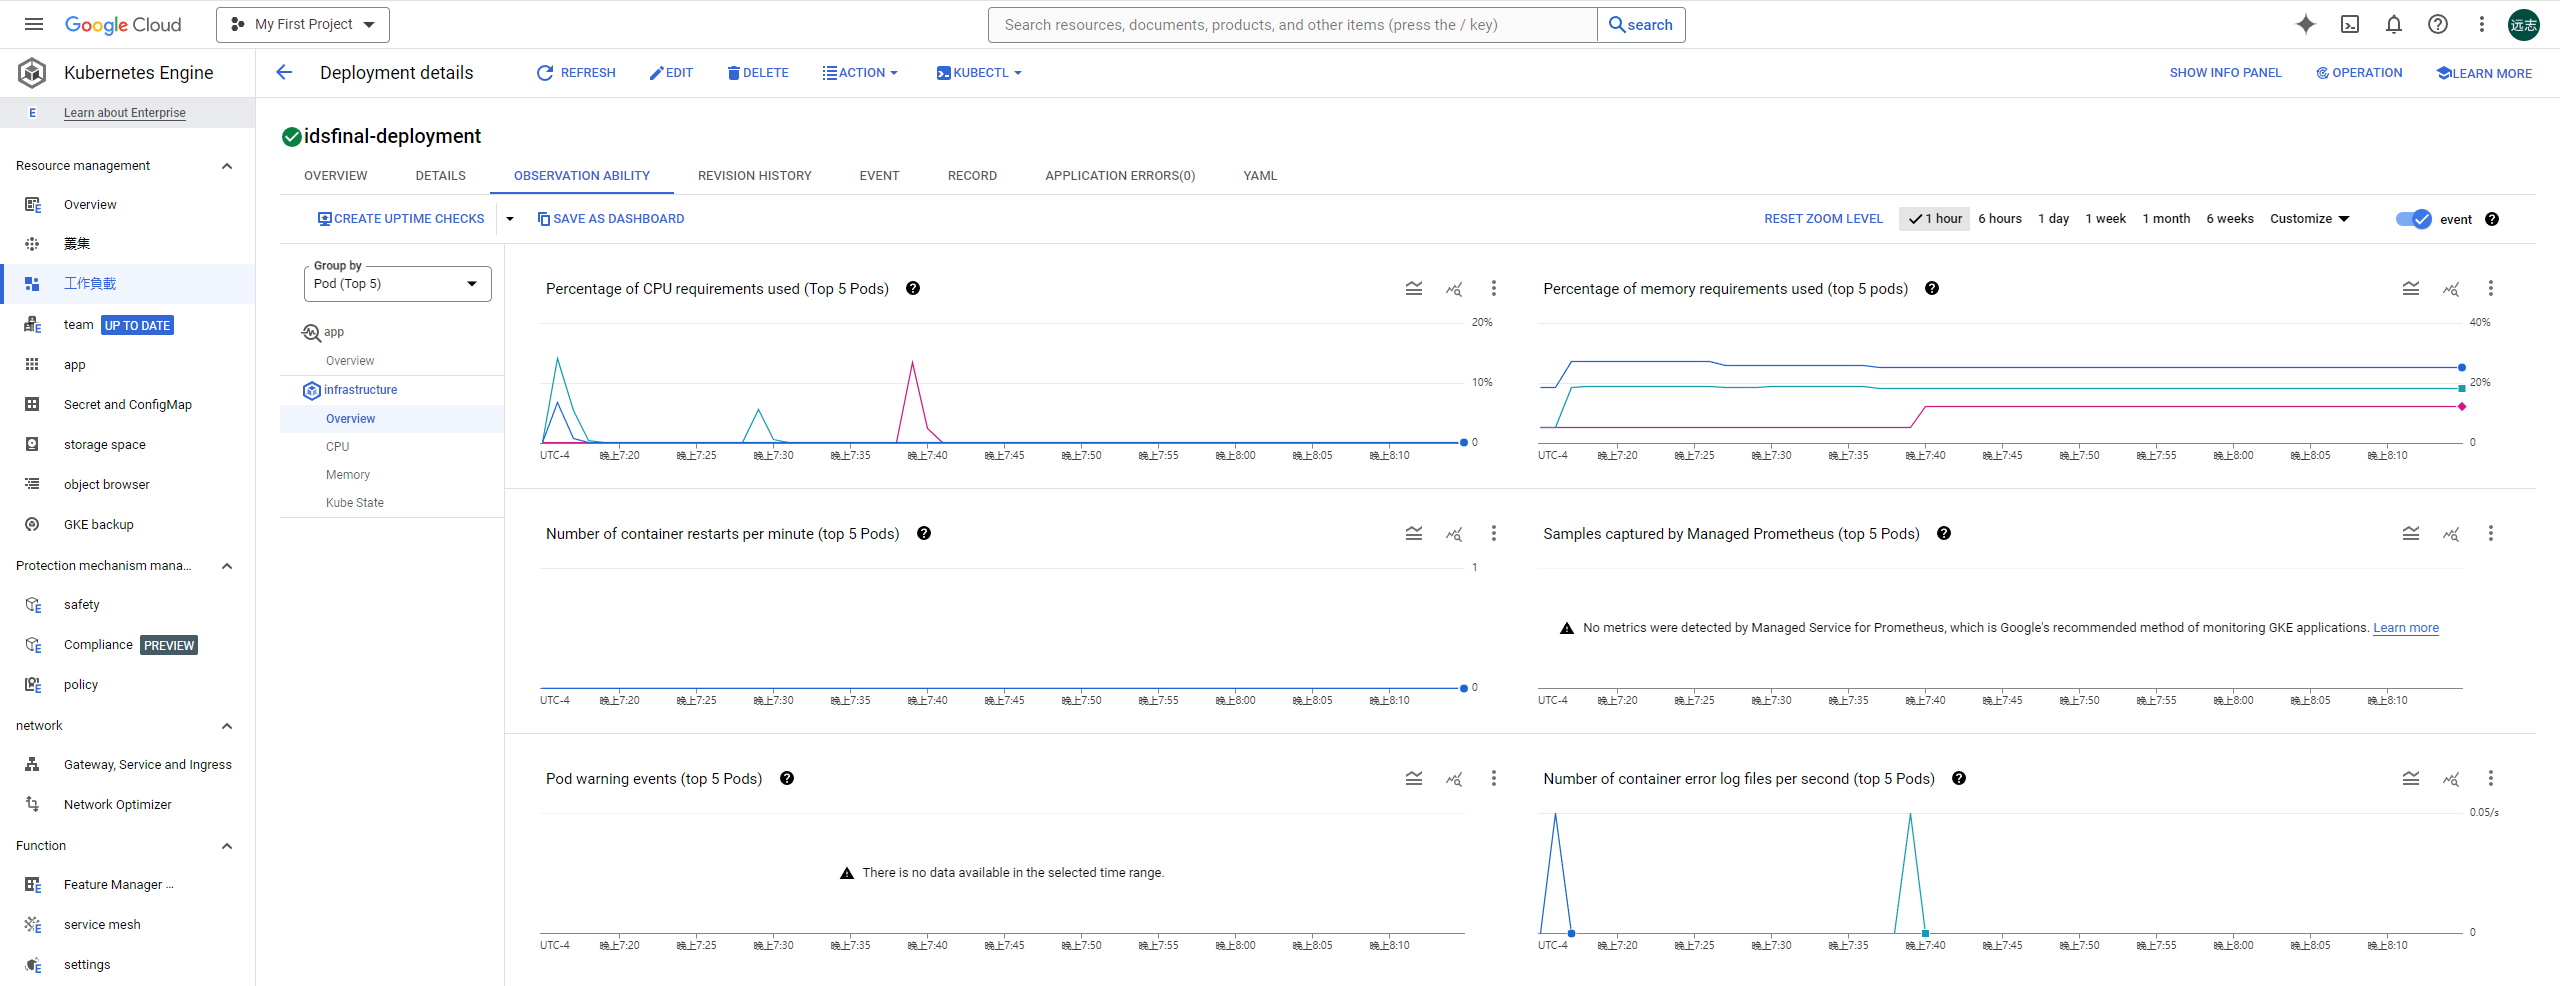 Google Cloud
My First Project
Search resources, documents, products, and other items (press the / key)
search
远志
Kubernetes Engine
Deployment details
REFRESH
EDIT
DELETE
ACTION
KUBECTL
SHOW INFO PANEL
OPERATION
LEARN MORE
E
Learn about Enterprise
Resource management
Overview
叢集
工作負載
team UP TO DATE
app
Secret and ConfigMap
storage space
object browser
GKE backup
Protection mechanism mana...
safety
Compliance PREVIEW
policy
network
Gateway, Service and Ingress
Network Optimizer
Function
Feature Manager ...
service mesh
settings
idsfinal-deployment
OVERVIEW
DETAILS
OBSERVATION ABILITY
REVISION HISTORY
EVENT
RECORD
APPLICATION ERRORS(0)
YAML
CREATE UPTIME CHECKS
SAVE AS DASHBOARD
RESET ZOOM LEVEL
1 hour
6 hours
1 day
1 week
1 month
6 weeks
Customize
event
Group by
Pod (Top 5)
app
Overview
infrastructure
Overview
CPU
Memory
Kube State
Percentage of CPU requirements used (Top 5 Pods)
20%
10%
0
UTC-4 晚上7:20 晚上7:25 晚上7:30 晚上7:35 晚上7:40 晚上7:45 晚上7:50 晚上7:55 晚上8:00 晚上8:05 晚上8:10
Percentage of memory requirements used (top 5 pods)
40%
20%
0
UTC-4 晚上7:20 晚上7:25 晚上7:30 晚上7:35 晚上7:40 晚上7:45 晚上7:50 晚上7:55 晚上8:00 晚上8:05 晚上8:10
Number of container restarts per minute (top 5 Pods)
1
0
UTC-4 晚上7:20 晚上7:25 晚上7:30 晚上7:35 晚上7:40 晚上7:45 晚上7:50 晚上7:55 晚上8:00 晚上8:05 晚上8:10
Samples captured by Managed Prometheus (top 5 Pods)
No metrics were detected by Managed Service for Prometheus, which is Google's recommended method of monitoring GKE applications. Learn more
UTC-4 晚上7:20 晚上7:25 晚上7:30 晚上7:35 晚上7:40 晚上7:45 晚上7:50 晚上7:55 晚上8:00 晚上8:05 晚上8:10
Pod warning events (top 5 Pods)
There is no data available in the selected time range.
UTC-4 晚上7:20 晚上7:25 晚上7:30 晚上7:35 晚上7:40 晚上7:45 晚上7:50 晚上7:55 晚上8:00 晚上8:05 晚上8:10
Number of container error log files per second (top 5 Pods)
0.05/s
0
UTC-4 晚上7:20 晚上7:25 晚上7:30 晚上7:35 晚上7:40 晚上7:45 晚上7:50 晚上7:55 晚上8:00 晚上8:05 晚上8:10